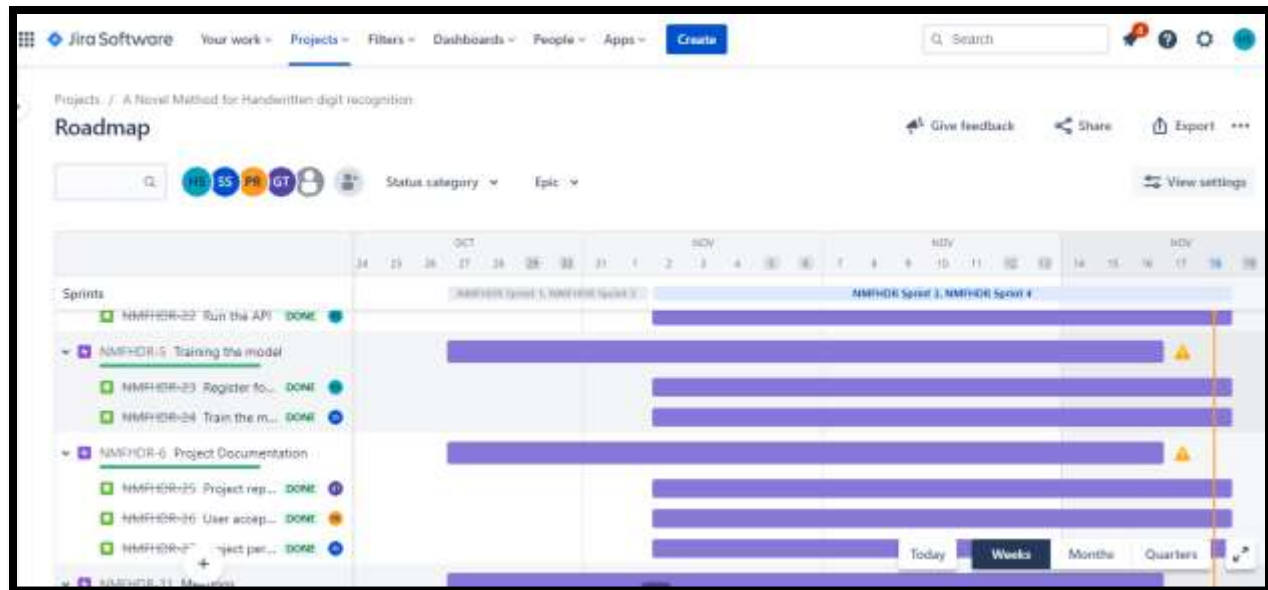 Jira Software Your work Projects Filters Dashboards People Apps Create Search 4
Projects / A Novel Method for Handwritten digit recognition
Roadmap Give feedback Share Export
HS SS PR GT Status category Epic View settings
OCT NOV NOV NOV
24 25 26 27 28 29 30 31 1 2 3 4 5 6 7 8 9 10 11 12 13 14 15 16 17 18 19
Sprints NMFHDR Sprint 3, NMFHDR Sprint 4
NMFHDR-22 Run the API DONE
NMFHDR-5 Training the model
NMFHDR-23 Register fo... DONE
NMFHDR-24 Train the m... DONE
NMFHDR-6 Project Documentation
NMFHDR-25 Project rep... DONE
NMFHDR-26 User accep... DONE
DONE
Today Weeks Months Quarters